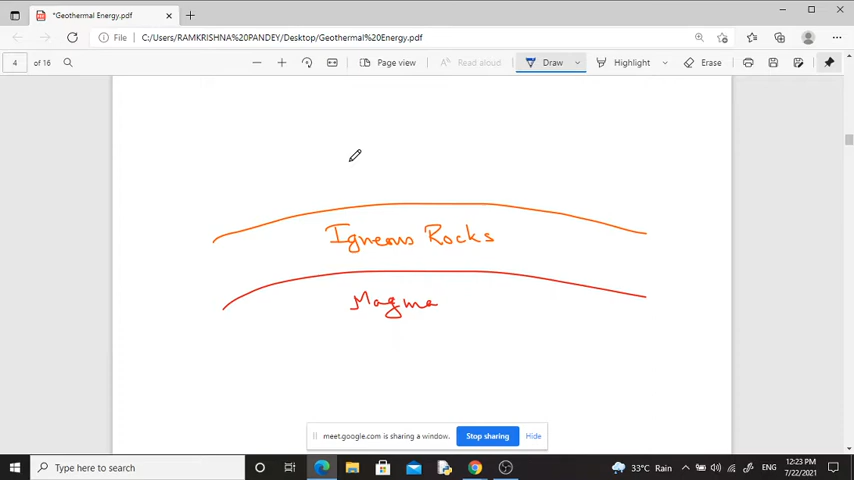 *Geothermal Energy.pdf
File C:/Users/RAMKRISHNA%20PANDEY/Desktop/Geothermal%20Energy.pdf
4 of 16 Page view Read aloud Draw Highlight Erase
Igneous Rocks
Magma
meet.google.com is sharing a window. Stop sharing Hide
Type here to search 33°C Rain ENG 12:23 PM
7/22/2021